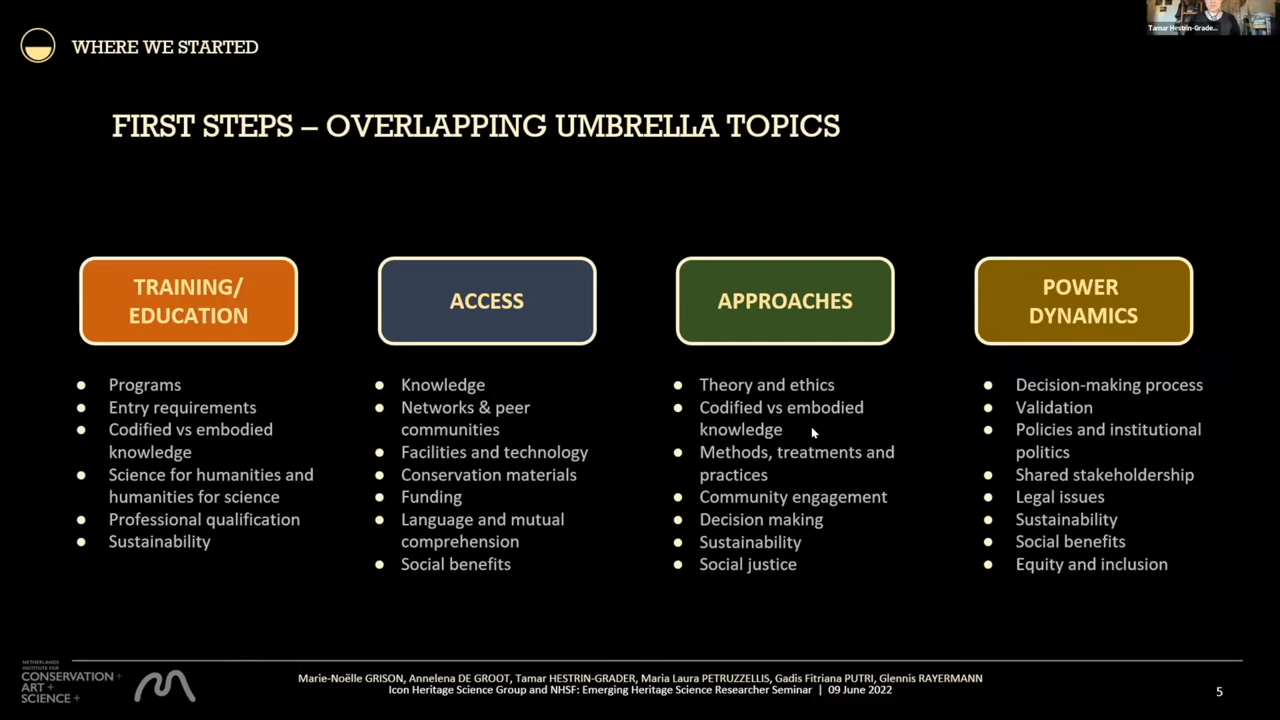 WHERE WE STARTED
Tamar Hestrin-Grade...
FIRST STEPS – OVERLAPPING UMBRELLA TOPICS
TRAINING/
EDUCATION
● Programs
● Entry requirements
● Codified vs embodied
knowledge
● Science for humanities and
humanities for science
● Professional qualification
● Sustainability
ACCESS
● Knowledge
● Networks & peer
communities
● Facilities and technology
● Conservation materials
● Funding
● Language and mutual
comprehension
● Social benefits
APPROACHES
● Theory and ethics
● Codified vs embodied
knowledge
● Methods, treatments and
practices
● Community engagement
● Decision making
● Sustainability
● Social justice
POWER
DYNAMICS
● Decision-making process
● Validation
● Policies and institutional
politics
● Shared stakeholdership
● Legal issues
● Sustainability
● Social benefits
● Equity and inclusion
NETHERLANDS
INSTITUTE FOR
CONSERVATION+
ART+
SCIENCE+
Marie-Noëlle GRISON, Annelena DE GROOT, Tamar HESTRIN-GRADER, Maria Laura PETRUZZELLIS, Gadis Fitriana PUTRI, Glennis RAYERMANN
Icon Heritage Science Group and NHSF: Emerging Heritage Science Researcher Seminar | 09 June 2022
5